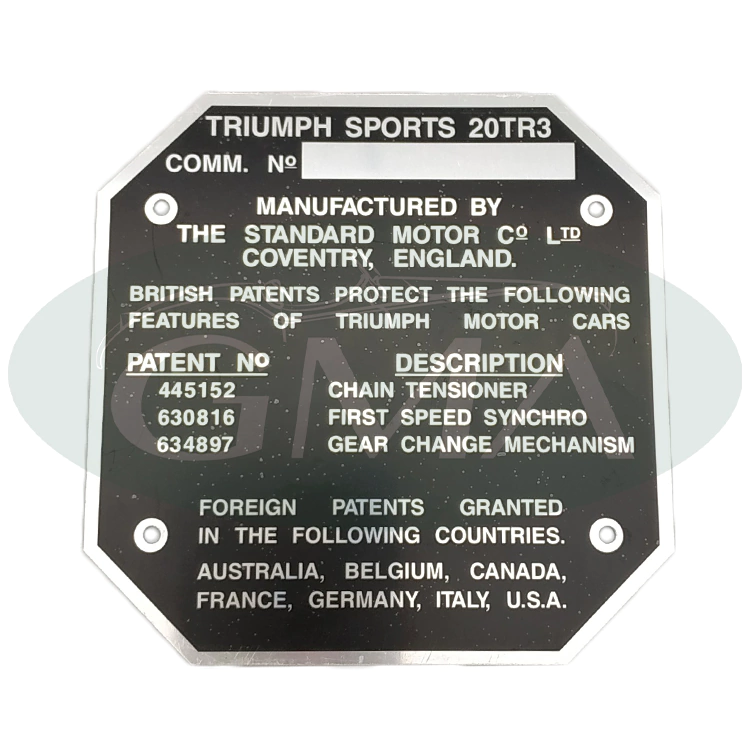 TRIUMPH SPORTS 20TR3
COMM. Nº
MANUFACTURED BY
THE STANDARD MOTOR Cº LTD
COVENTRY, ENGLAND.
BRITISH PATENTS PROTECT THE FOLLOWING
FEATURES OF TRIUMPH MOTOR CARS
PATENT Nº DESCRIPTION
445152 CHAIN TENSIONER
630816 FIRST SPEED SYNCHRO
634897 GEAR CHANGE MECHANISM
GMA
FOREIGN PATENTS GRANTED
IN THE FOLLOWING COUNTRIES.
AUSTRALIA, BELGIUM, CANADA,
FRANCE, GERMANY, ITALY, U.S.A.